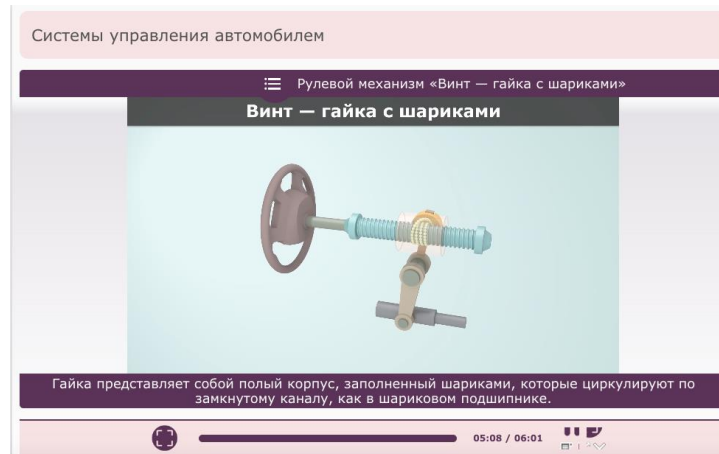 Системы управления автомобилем
Рулевой механизм «Винт — гайка с шариками»
Винт — гайка с шариками
Гайка представляет собой полый корпус, заполненный шариками, которые циркулируют по
замкнутому каналу, как в шариковом подшипнике.
05:08 / 06:01